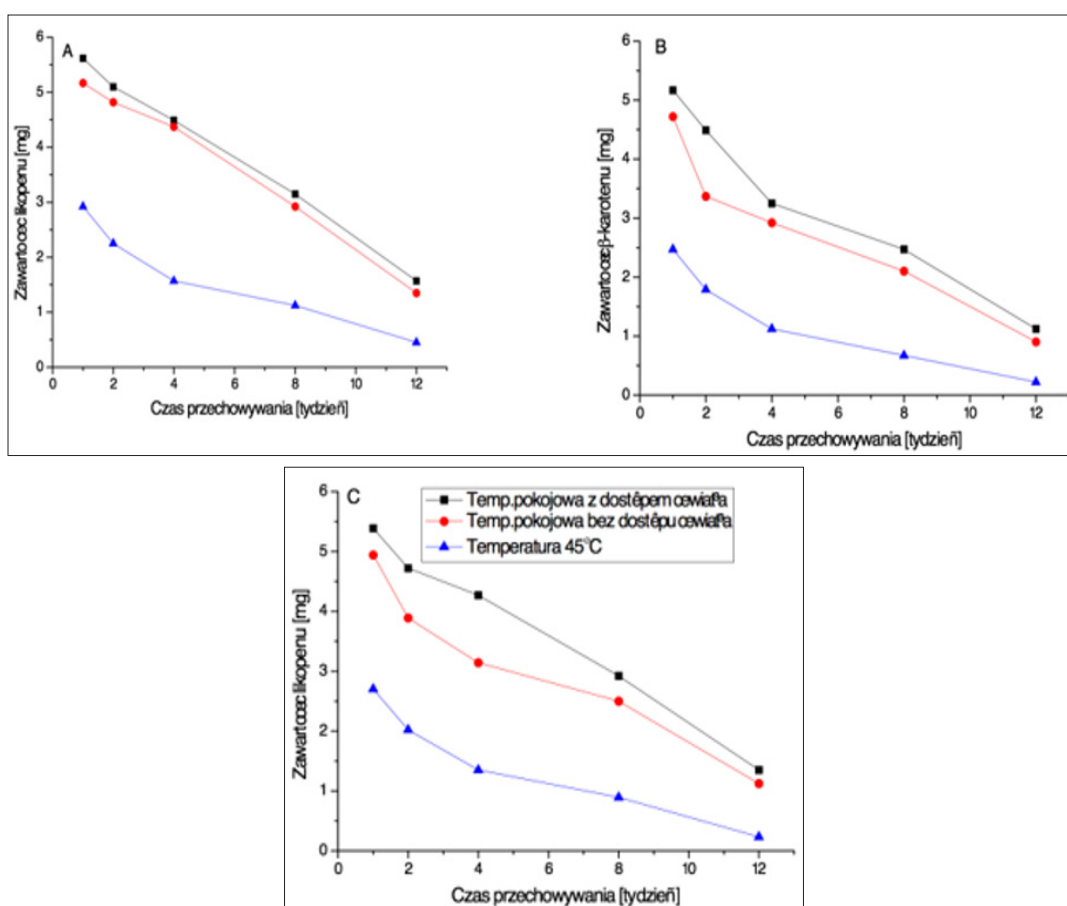 A
Zawartoœæ likopenu [mg]
6
5
4
3
2
1
0
0 2 4 6 8 10 12
Czas przechowywania [tydzień]
B
Zawartoœæ β-karotenu [mg]
6
5
4
3
2
1
0
0 2 4 6 8 10 12
Czas przechowywania [tydzień]
C
Temp.pokojowa z dostêpem œwiat³a
Temp.pokojowa bez dostêpu œwiat³a
Temperatura 45°C
Zawartoœæ likopenu [mg]
6
5
4
3
2
1
0
0 2 4 6 8 10 12
Czas przechowywania [tydzień]